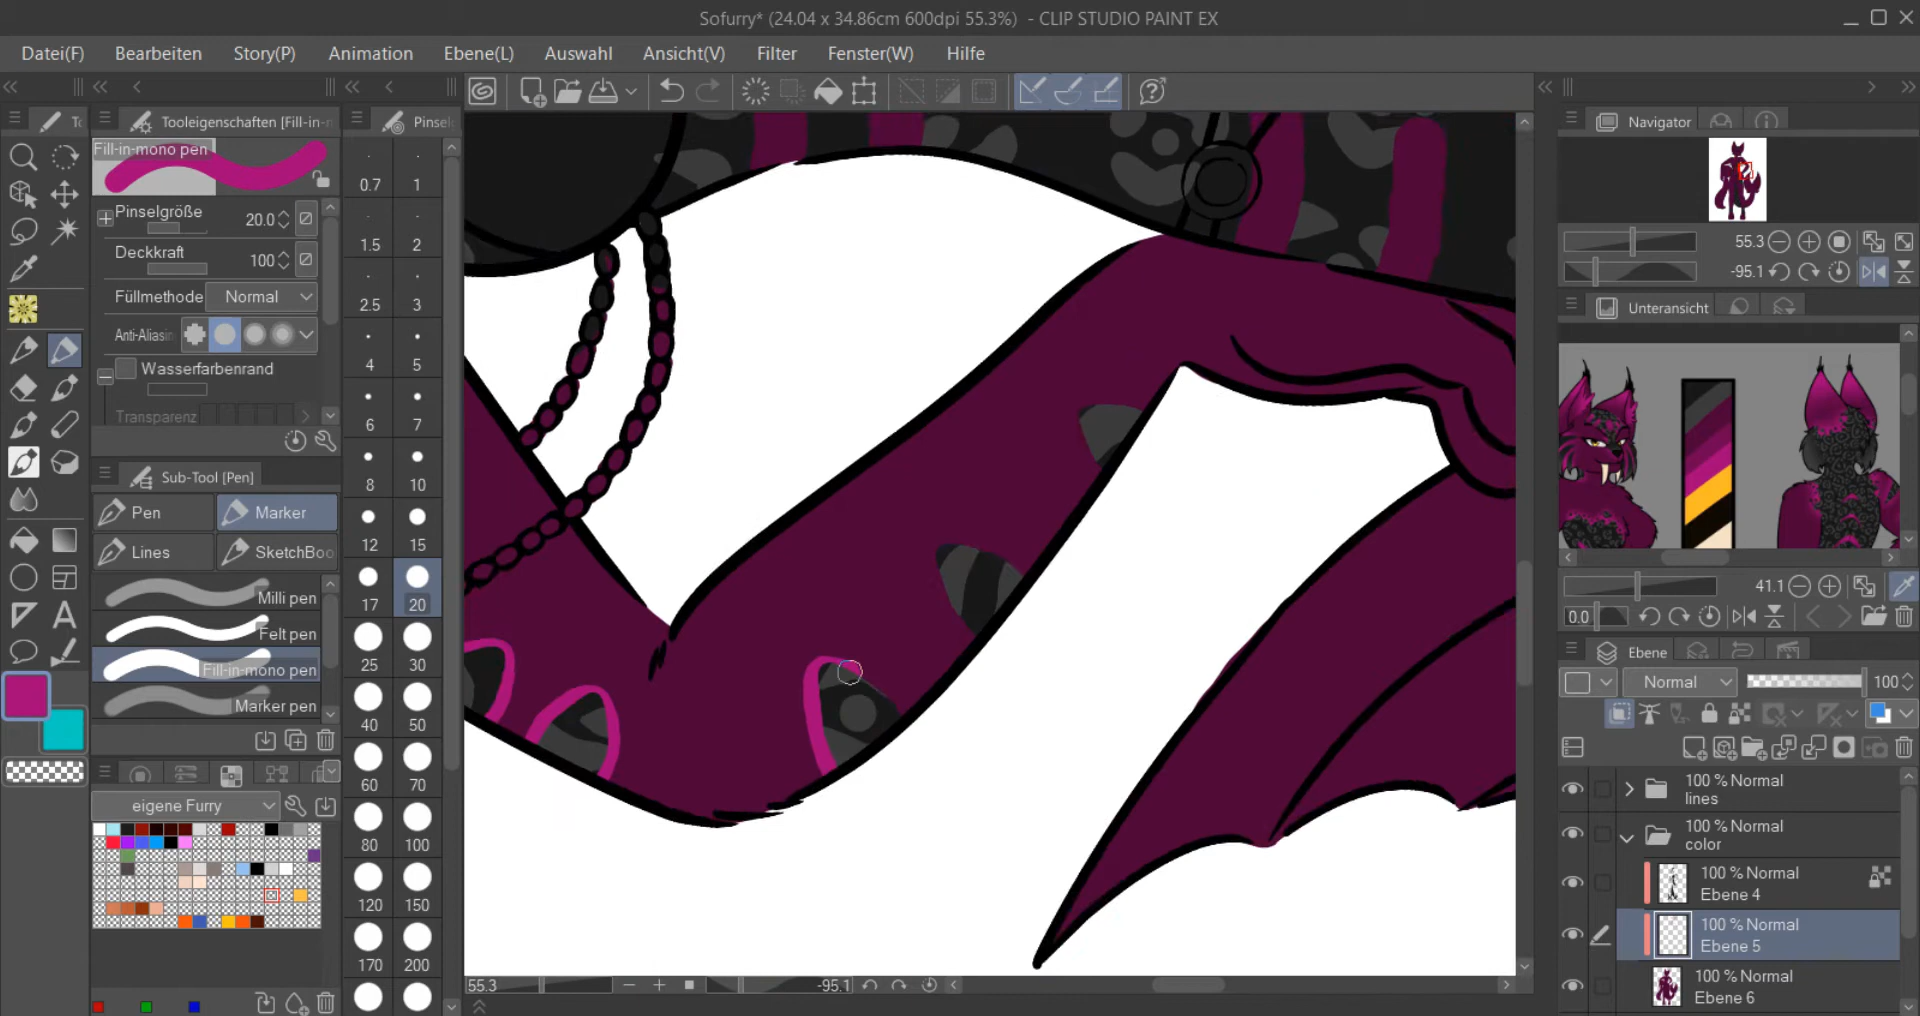 Sofurry* (24.04 x 34.86cm 600dpi 55.3%) - CLIP STUDIO PAINT EX
Datei(F) Bearbeiten Story(P) Animation Ebene(L) Auswahl Ansicht(V) Filter Fenster(W) Hilfe
Tooleigenschaften [Fill-in-m
Pinsel
Fill-in-mono pen
Pinselgröße 20.0
Deckkraft 100
Füllmethode Normal
Anti-Aliasin
Wasserfarbenrand
Transparenz
Sub-Tool [Pen]
Pen Marker
Lines SketchBoo
Milli pen
Felt pen
Fill-in-mono pen
Marker pen
eigene Furry
0.7 1
1.5 2
2.5 3
4 5
6 7
8 10
12 15
17 20
25 30
40 50
60 70
80 100
120 150
170 200
55.3 -95.1
Navigator
55.3
-95.1
Unteransicht
41.1
0.0
Ebene
Normal 100
100 % Normal
lines
100 % Normal
color
100 % Normal
Ebene 4
100 % Normal
Ebene 5
100 % Normal
Ebene 6